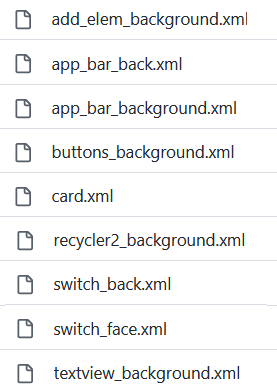 add_elem_background.xml
app_bar_back.xml
app_bar_background.xml
buttons_background.xml
card.xml
recycler2_background.xml
switch_back.xml
switch_face.xml
textview_background.xml